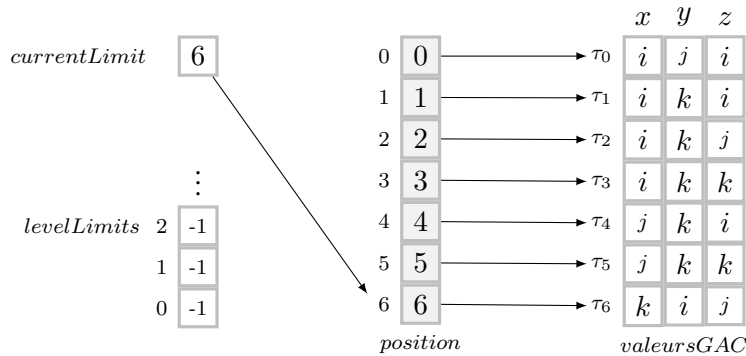 x y z
currentLimit 6 0 0 τ0 i j i
1 1 τ1 i k i
2 2 τ2 i k j
⋮ 3 3 τ3 i k k
levelLimits 2 -1 4 4 τ4 j k i
1 -1 5 5 τ5 j k k
0 -1 6 6 τ6 k i j
position valeursGAC